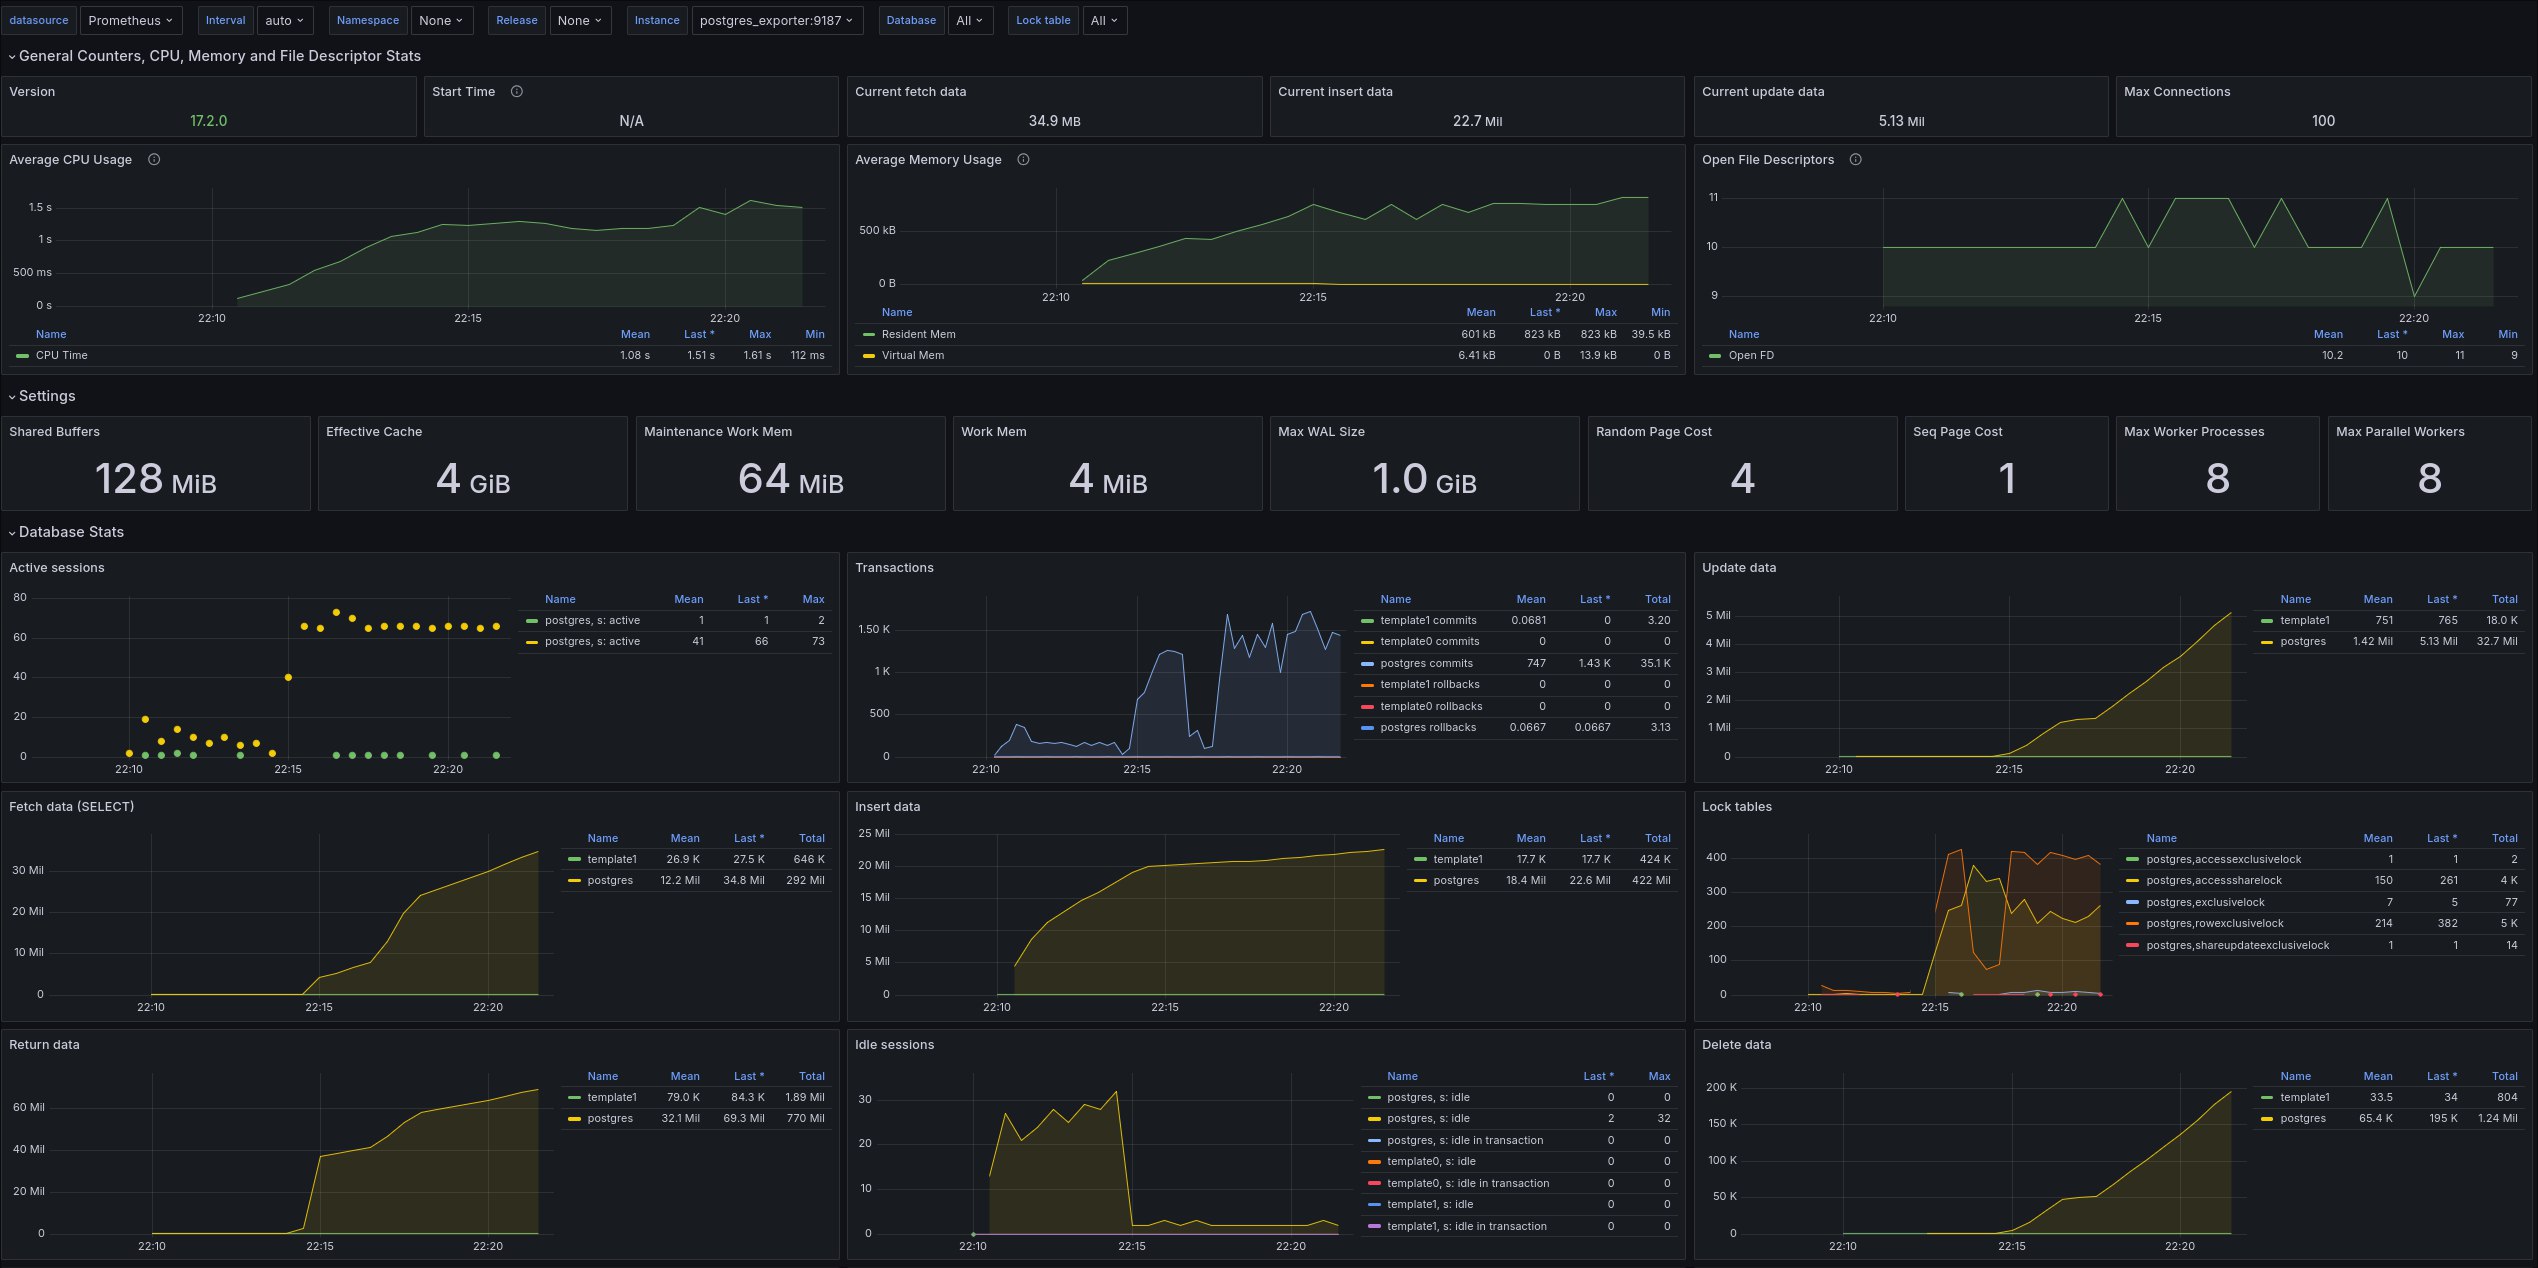 datasource Prometheus Interval auto Namespace None Release None Instance postgres_exporter:9187 Database All Lock table All
General Counters, CPU, Memory and File Descriptor Stats
Version
17.2.0
Start Time
N/A
Current fetch data
34.9 MB
Current insert data
22.7 Mil
Current update data
5.13 Mil
Max Connections
100
Average CPU Usage
1.5 s
1 s
500 ms
0 s
22:10 22:15 22:20
Name Mean Last * Max Min
CPU Time 1.08 s 1.51 s 1.61 s 112 ms
Average Memory Usage
500 kB
0 B
22:10 22:15 22:20
Name Mean Last * Max Min
Resident Mem 601 kB 823 kB 823 kB 39.5 kB
Virtual Mem 6.41 kB 0 B 13.9 kB 0 B
Open File Descriptors
11
10
9
22:10 22:15 22:20
Name Mean Last * Max Min
Open FD 10.2 10 11 9
Settings
Shared Buffers
128 MiB
Effective Cache
4 GiB
Maintenance Work Mem
64 MiB
Work Mem
4 MiB
Max WAL Size
1.0 GiB
Random Page Cost
4
Seq Page Cost
1
Max Worker Processes
8
Max Parallel Workers
8
Database Stats
Active sessions
80
60
40
20
0
22:10 22:15 22:20
Name Mean Last * Max
postgres, s: active 1 1 2
postgres, s: active 41 66 73
Transactions
1.50 K
1 K
500
0
22:10 22:15 22:20
Name Mean Last * Total
template1 commits 0.0681 0 3.20
template0 commits 0 0 0
postgres commits 747 1.43 K 35.1 K
template1 rollbacks 0 0 0
template0 rollbacks 0 0 0
postgres rollbacks 0.0667 0.0667 3.13
Update data
5 Mil
4 Mil
3 Mil
2 Mil
1 Mil
0
22:10 22:15 22:20
Name Mean Last * Total
template1 751 765 18.0 K
postgres 1.42 Mil 5.13 Mil 32.7 Mil
Fetch data (SELECT)
30 Mil
20 Mil
10 Mil
0
22:10 22:15 22:20
Name Mean Last * Total
template1 26.9 K 27.5 K 646 K
postgres 12.2 Mil 34.8 Mil 292 Mil
Insert data
25 Mil
20 Mil
15 Mil
10 Mil
5 Mil
0
22:10 22:15 22:20
Name Mean Last * Total
template1 17.7 K 17.7 K 424 K
postgres 18.4 Mil 22.6 Mil 422 Mil
Lock tables
400
300
200
100
0
22:10 22:15 22:20
Name Mean Last * Total
postgres,accessexclusivelock 1 1 2
postgres,accesssharelock 150 261 4 K
postgres,exclusivelock 7 5 77
postgres,rowexclusivelock 214 382 5 K
postgres,shareupdateexclusivelock 1 1 14
Return data
60 Mil
40 Mil
20 Mil
0
22:10 22:15 22:20
Name Mean Last * Total
template1 79.0 K 84.3 K 1.89 Mil
postgres 32.1 Mil 69.3 Mil 770 Mil
Idle sessions
30
20
10
0
22:10 22:15 22:20
Name Last * Max
postgres, s: idle 0 0
postgres, s: idle 2 32
postgres, s: idle in transaction 0 0
template0, s: idle 0 0
template0, s: idle in transaction 0 0
template1, s: idle 0 0
template1, s: idle in transaction 0 0
Delete data
200 K
150 K
100 K
50 K
0
22:10 22:15 22:20
Name Mean Last * Total
template1 33.5 34 804
postgres 65.4 K 195 K 1.24 Mil